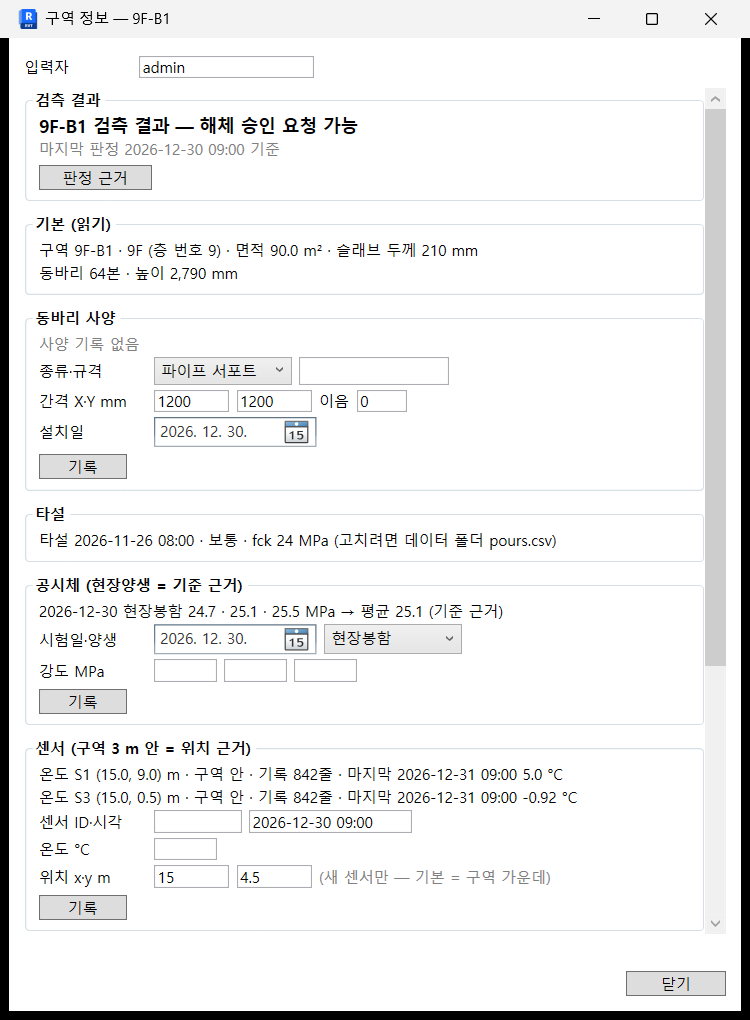 구역 정보 — 9F-B1
입력자 admin
검측 결과
9F-B1 검측 결과 — 해체 승인 요청 가능
마지막 판정 2026-12-30 09:00 기준
판정 근거
기본 (읽기)
구역 9F-B1 · 9F (층 번호 9) · 면적 90.0 m² · 슬래브 두께 210 mm
동바리 64본 · 높이 2,790 mm
동바리 사양
사양 기록 없음
종류·규격 파이프 서포트
간격 X·Y mm 1200 1200 이음 0
설치일 2026. 12. 30. 15
기록
타설
타설 2026-11-26 08:00 · 보통 · fck 24 MPa (고치려면 데이터 폴더 pours.csv)
공시체 (현장양생 = 기준 근거)
2026-12-30 현장봉함 24.7 · 25.1 · 25.5 MPa → 평균 25.1 (기준 근거)
시험일·양생 2026. 12. 30. 15 현장봉함
강도 MPa
기록
센서 (구역 3 m 안 = 위치 근거)
온도 S1 (15.0, 9.0) m · 구역 안 · 기록 842줄 · 마지막 2026-12-31 09:00 5.0 °C
온도 S3 (15.0, 0.5) m · 구역 안 · 기록 842줄 · 마지막 2026-12-31 09:00 -0.92 °C
센서 ID·시각 2026-12-30 09:00
온도 °C
위치 x·y m 15 4.5 (새 센서만 — 기본 = 구역 가운데)
기록
닫기